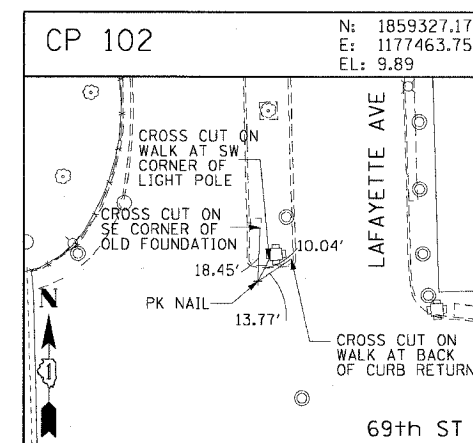 CP 102
N: 1859327.17
E: 1177463.75
EL: 9.89
CROSS CUT ON
WALK AT SW
CORNER OF
LIGHT POLE
LAFAYETTE AVE
CROSS CUT ON
SE CORNER OF
OLD FOUNDATION
10.04'
18.45'
PK NAIL
13.77'
N
1
CROSS CUT ON
WALK AT BACK
OF CURB RETURN
69th ST